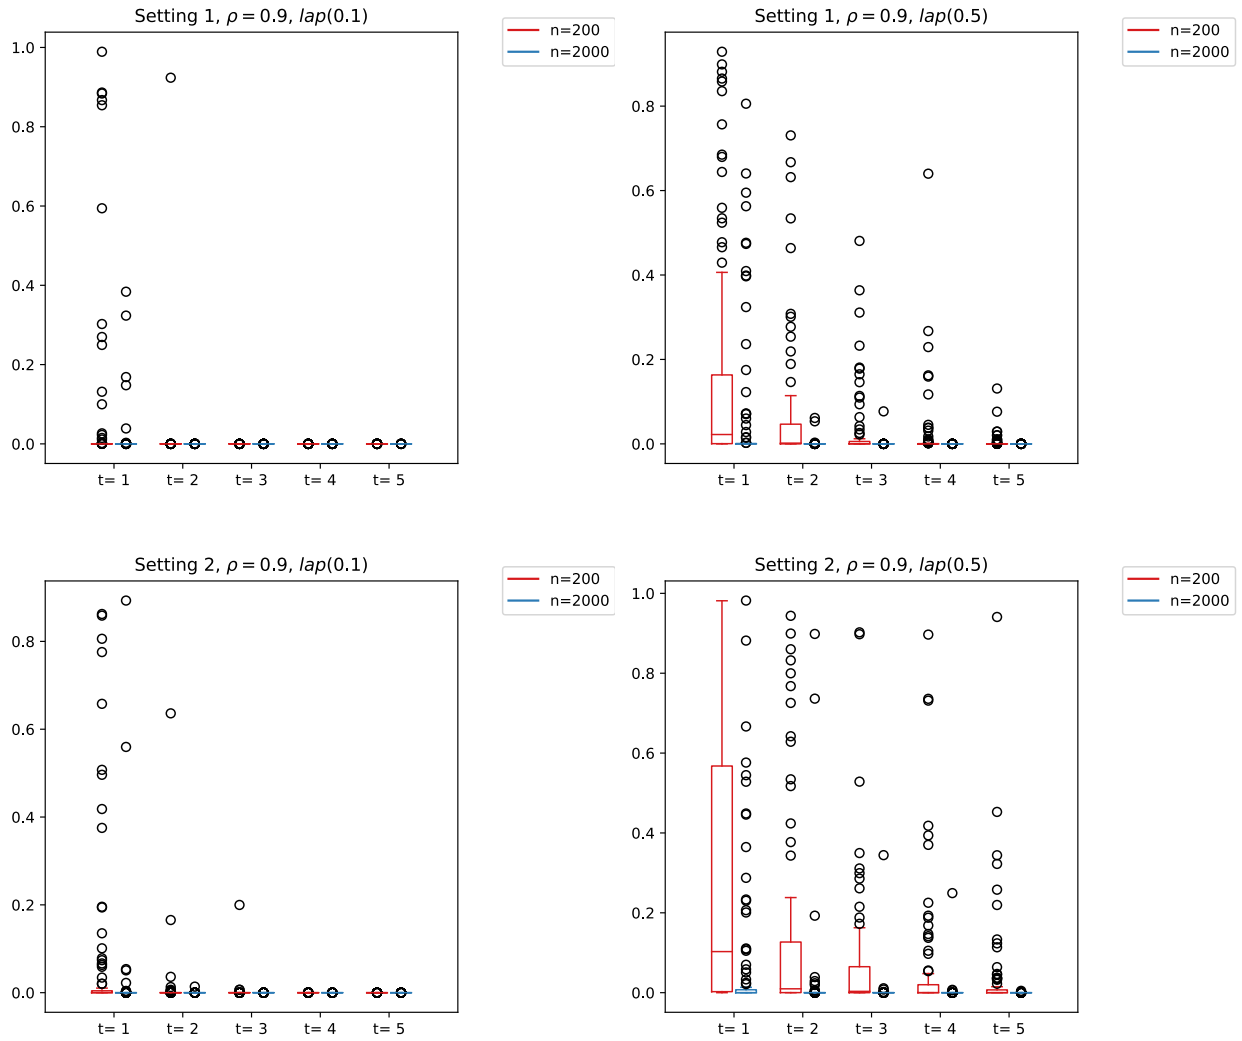 Setting 1, ρ = 0.9, lap(0.1)
n=200
n=2000
1.0
0.8
0.6
0.4
0.2
0.0
t= 1
t= 2
t= 3
t= 4
t= 5
Setting 1, ρ = 0.9, lap(0.5)
n=200
n=2000
0.8
0.6
0.4
0.2
0.0
t= 1
t= 2
t= 3
t= 4
t= 5
Setting 2, ρ = 0.9, lap(0.1)
n=200
n=2000
0.8
0.6
0.4
0.2
0.0
t= 1
t= 2
t= 3
t= 4
t= 5
Setting 2, ρ = 0.9, lap(0.5)
n=200
n=2000
1.0
0.8
0.6
0.4
0.2
0.0
t= 1
t= 2
t= 3
t= 4
t= 5